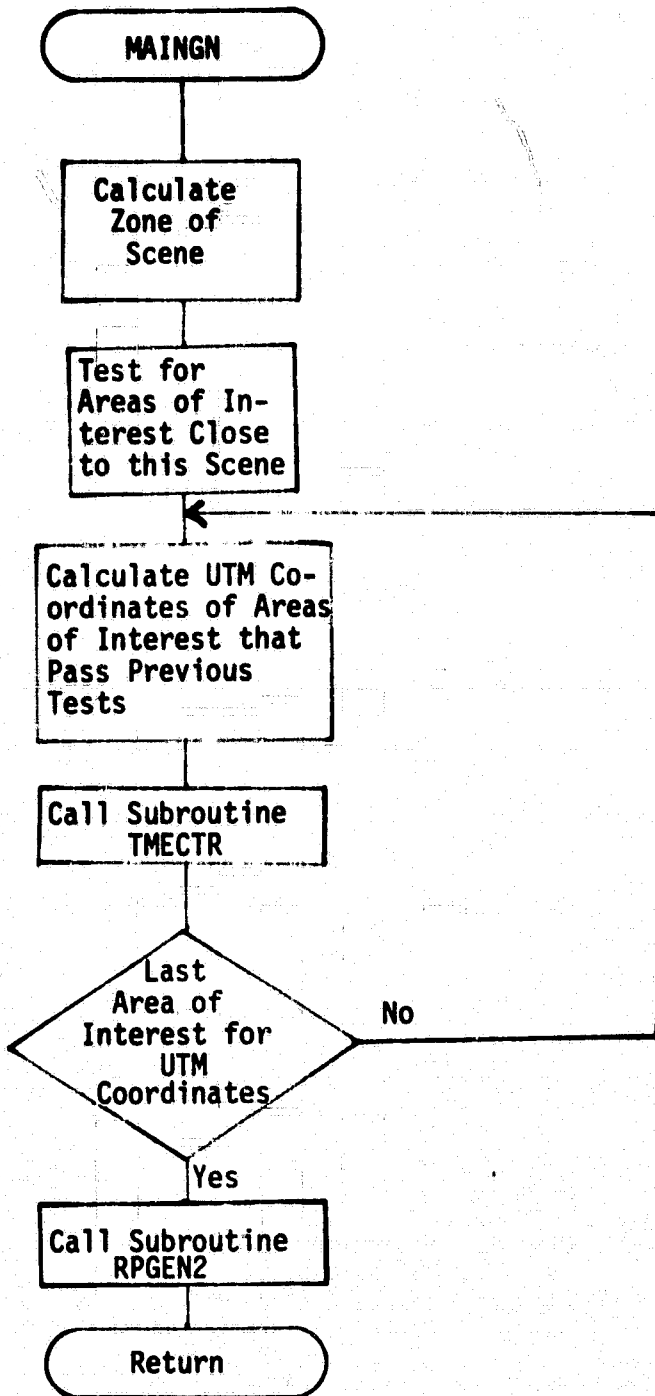 MAINGN
Calculate
Zone of
Scene
Test for
Areas of In-
terest Close
to this Scene
Calculate UTM Co-
ordinates of Areas
of Interest that
Pass Previous
Tests
Call Subroutine
TMECTR
Last
Area of
Interest for
UTM
Coordinates
No
Yes
Call Subroutine
RPGEN2
Return